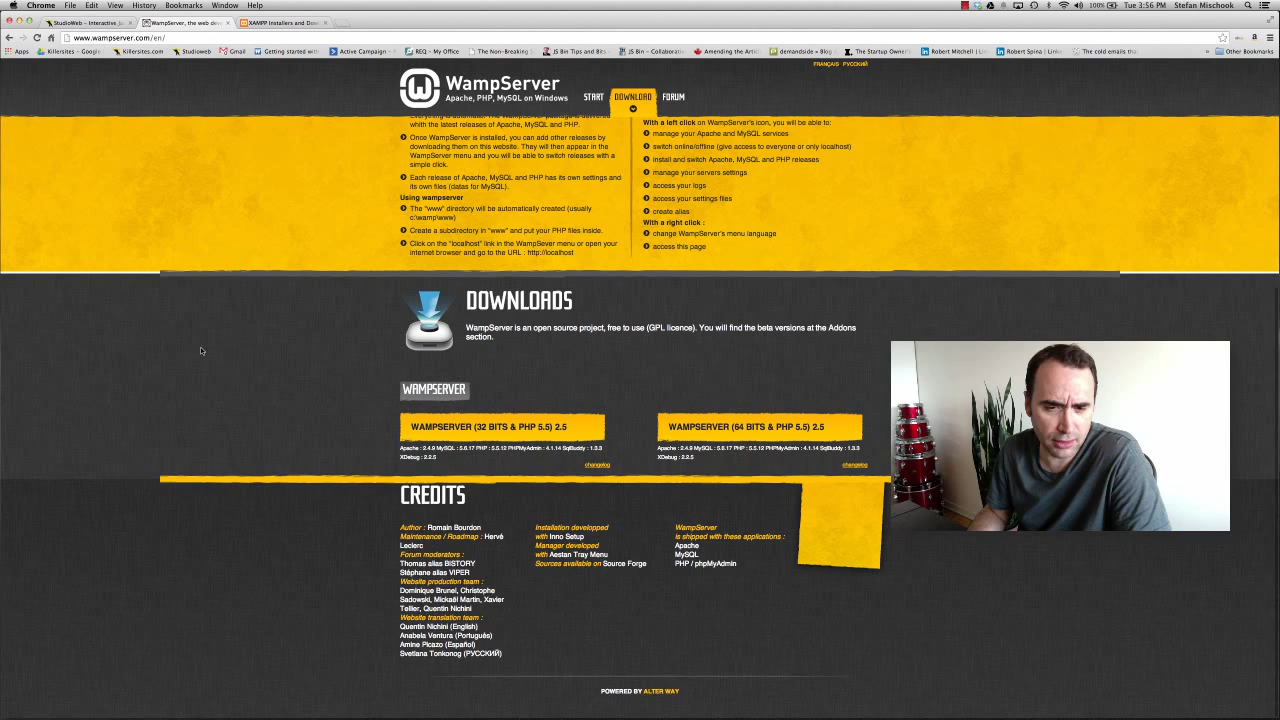 Chrome File Edit View History Bookmarks Window Help 100% Tue 3:56 PM Stefan Mischook
StudioWeb – Interactive Ja WampServer, the web dev XAMPP Installers and Dow
www.wampserver.com/en/
Apps Killersites – Google Killersites.com Studioweb Gmail Getting started with Active Campaign – REQ – My Office The Non-Breaking S JS Bin Tips and Bits JS Bin – Collaborati Amending the Artic demandside » Blog The Startup Owner' Robert Mitchell | Link Robert Spina | Linke The cold emails tha » Other Bookmarks
FRANÇAIS РУССКИЙ
WampServer
Apache, PHP, MySQL on Windows
START DOWNLOAD FORUM
whith the latest releases of Apache, MySQL and PHP.
Once WampServer is installed, you can add other releases by
downloading them on this website. They will then appear in the
WampServer menu and you will be able to switch releases with a
simple click.
Each release of Apache, MySQL and PHP has its own settings and
its own files (datas for MySQL).
Using wampserver
The "www" directory will be automatically created (usually
c:\wamp\www)
Create a subdirectory in "www" and put your PHP files inside.
Click on the "localhost" link in the WampSever menu or open your
internet browser and go to the URL : http://localhost
With a left click on WampServer's icon, you will be able to:
manage your Apache and MySQL services
switch online/offline (give access to everyone or only localhost)
install and switch Apache, MySQL and PHP releases
manage your servers settings
access your logs
access your settings files
create alias
With a right click :
change WampServer's menu language
access this page
DOWNLOADS
WampServer is an open source project, free to use (GPL licence). You will find the beta versions at the Addons
section.
WAMPSERVER
WAMPSERVER (32 BITS & PHP 5.5) 2.5
Apache : 2.4.9 MySQL : 5.6.17 PHP : 5.5.12 PHPMyAdmin : 4.1.14 SqlBuddy : 1.3.3
XDebug : 2.2.5
changelog
WAMPSERVER (64 BITS & PHP 5.5) 2.5
Apache : 2.4.9 MySQL : 5.6.17 PHP : 5.5.12 PHPMyAdmin : 4.1.14 SqlBuddy : 1.3.3
XDebug : 2.2.5
changelog
CREDITS
Author : Romain Bourdon
Maintenance / Roadmap : Hervé
Leclerc
Forum moderators :
Thomas alias BISTORY
Stéphane alias VIPER
Website production team :
Dominique Brunel, Christophe
Sadowski, Mickaël Martin, Xavier
Tellier, Quentin Nichini
Website translation team :
Quentin Nichini (English)
Anabela Ventura (Português)
Amine Picazo (Español)
Svetlana Tonkonog (РУССКИЙ)
Installation developped
with Inno Setup
Manager developed
with Aestan Tray Menu
Sources available on Source Forge
WampServer
is shipped with these applications :
Apache
MySQL
PHP / phpMyAdmin
POWERED BY ALTER WAY